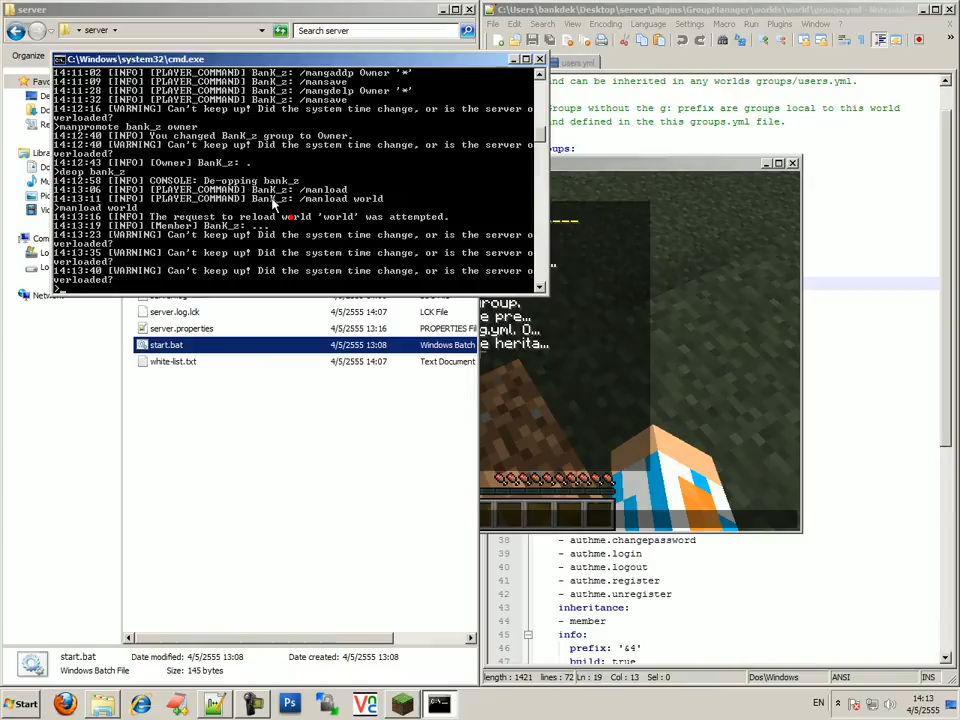 server
C:\Users\bankdek\server\plugins\GroupManager\worlds\world\groups.yml
server
Search server
File Edit Search View Encoding Language Settings Macro Run Plugins Window ?
Organize
C:\Windows\system32\cmd.exe
users.yml
14:11:02 [INFO] [PLAYER_COMMAND] BanK_z: /mangaddp Owner '*'
14:11:09 [INFO] [PLAYER_COMMAND] BanK_z: /mansave
14:11:28 [INFO] [PLAYER_COMMAND] BanK_z: /mangdelp Owner '*'
14:11:32 [INFO] [PLAYER_COMMAND] BanK_z: /mansave
14:12:16 [WARNING] Can't keep up! Did the system time change, or is the server o
verloaded?
>manpromote bank_z owner
14:12:40 [INFO] You changed BanK_z group to Owner.
14:12:40 [WARNING] Can't keep up! Did the system time change, or is the server o
verloaded?
14:12:43 [INFO] [Owner] BanK_z: .
>deop bank_z
14:12:58 [INFO] CONSOLE: De-opping bank_z
14:13:06 [INFO] [PLAYER_COMMAND] BanK_z: /manload
14:13:11 [INFO] [PLAYER_COMMAND] BanK_z: /manload world
>manload world
14:13:16 [INFO] The request to reload world 'world' was attempted.
14:13:19 [INFO] [Member] BanK_z: ...
14:13:23 [WARNING] Can't keep up! Did the system time change, or is the server o
verloaded?
14:13:35 [WARNING] Can't keep up! Did the system time change, or is the server o
verloaded?
14:13:40 [WARNING] Can't keep up! Did the system time change, or is the server o
verloaded?
>
and can be inherited in any worlds groups/users.yml.
Groups without the g: prefix are groups local to this world
and defined in the this groups.yml file.
ups:
roup.
e pre...
g.yml. O...
e herita...
server.log.lck 4/5/2555 14:07 LCK File
server.properties 4/5/2555 13:16 PROPERTIES Fil
start.bat 4/5/2555 13:08 Windows Batch
white-list.txt 4/5/2555 14:07 Text Document
38 - authme.changepassword
39 - authme.login
40 - authme.logout
41 - authme.register
42 - authme.unregister
43 inheritance:
44 - member
45 info:
46 prefix: '&4'
47 build: true
start.bat Date modified: 4/5/2555 13:08 Date created: 4/5/2555 13:08
Windows Batch File Size: 145 bytes
length: 1421 lines: 72 Ln: 19 Col: 13 Sel: 0 Dos\Windows ANSI INS
Start
Ps
EN
14:13
4/5/2555